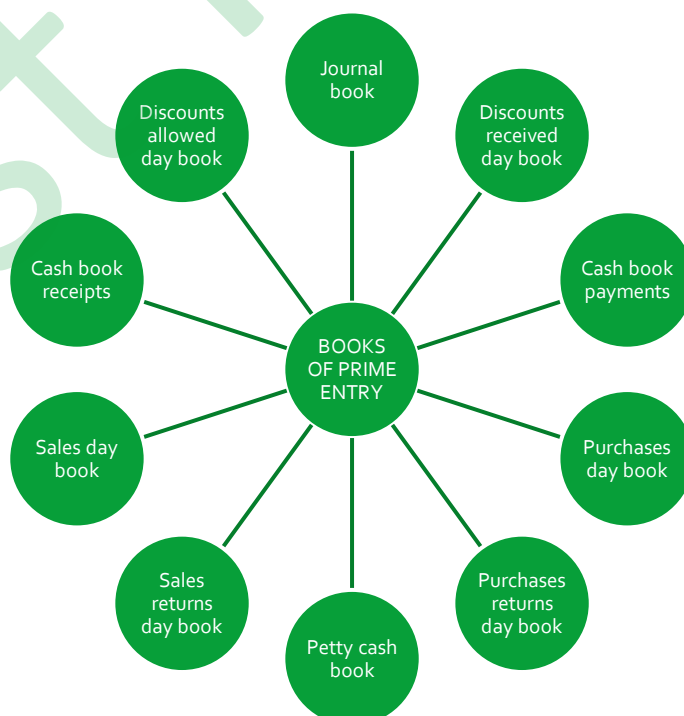 Journal
book
Discounts
allowed
day book
Discounts
received
day book
Cash book
receipts
Cash book
payments
BOOKS
OF PRIME
ENTRY
Sales day
book
Purchases
day book
Sales
returns
day book
Purchases
returns
day book
Petty cash
book